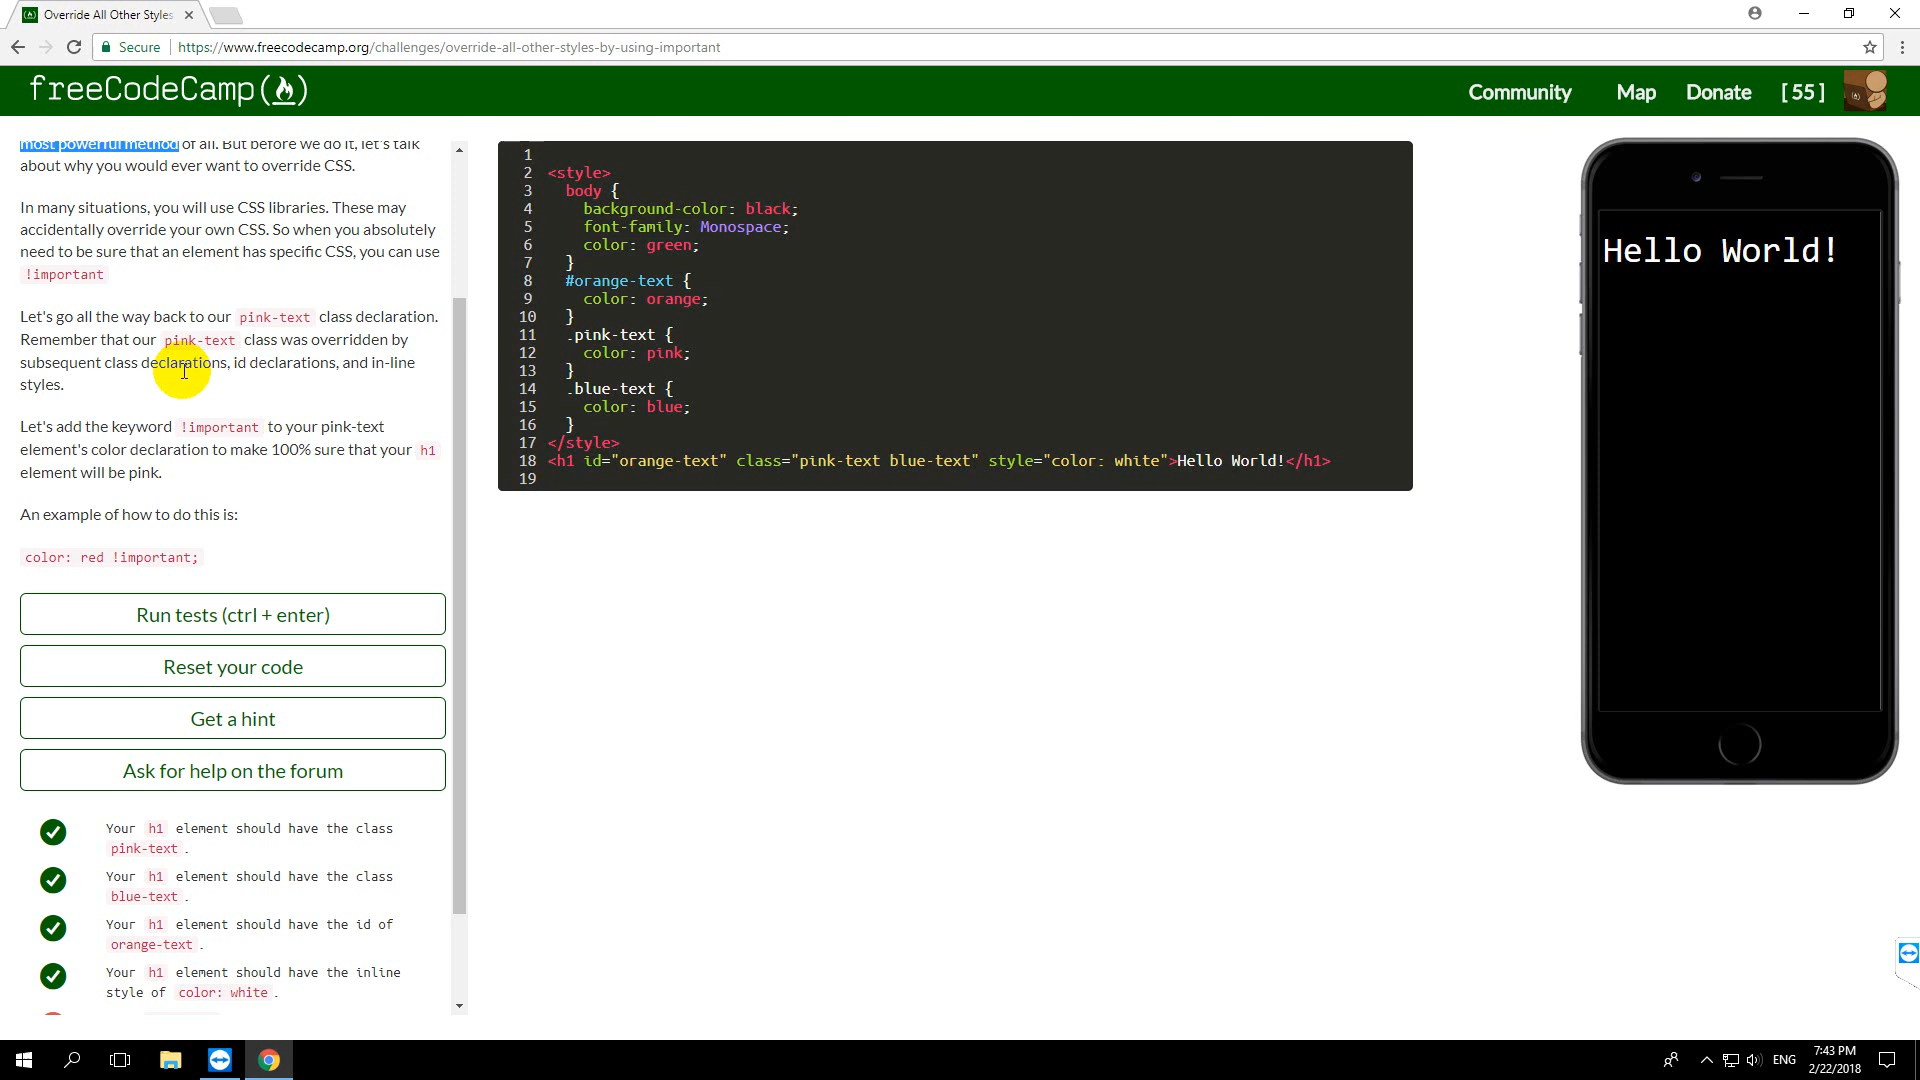 Override All Other Styles
Secure https://www.freecodecamp.org/challenges/override-all-other-styles-by-using-important
freeCodeCamp(🔥)
Community Map Donate [ 55 ]
most powerful method of all. But before we do it, let's talk
about why you would ever want to override CSS.
In many situations, you will use CSS libraries. These may
accidentally override your own CSS. So when you absolutely
need to be sure that an element has specific CSS, you can use
!important
Let's go all the way back to our pink-text class declaration.
Remember that our pink-text class was overridden by
subsequent class declarations, id declarations, and in-line
styles.
Let's add the keyword !important to your pink-text
element's color declaration to make 100% sure that your h1
element will be pink.
An example of how to do this is:
color: red !important;
Run tests (ctrl + enter)
Reset your code
Get a hint
Ask for help on the forum
Your h1 element should have the class
pink-text .
Your h1 element should have the class
blue-text .
Your h1 element should have the id of
orange-text .
Your h1 element should have the inline
style of color: white .
1
2 <style>
3 body {
4 background-color: black;
5 font-family: Monospace;
6 color: green;
7 }
8 #orange-text {
9 color: orange;
10 }
11 .pink-text {
12 color: pink;
13 }
14 .blue-text {
15 color: blue;
16 }
17 </style>
18 <h1 id="orange-text" class="pink-text blue-text" style="color: white">Hello World!</h1>
19
Hello World!
ENG
7:43 PM
2/22/2018